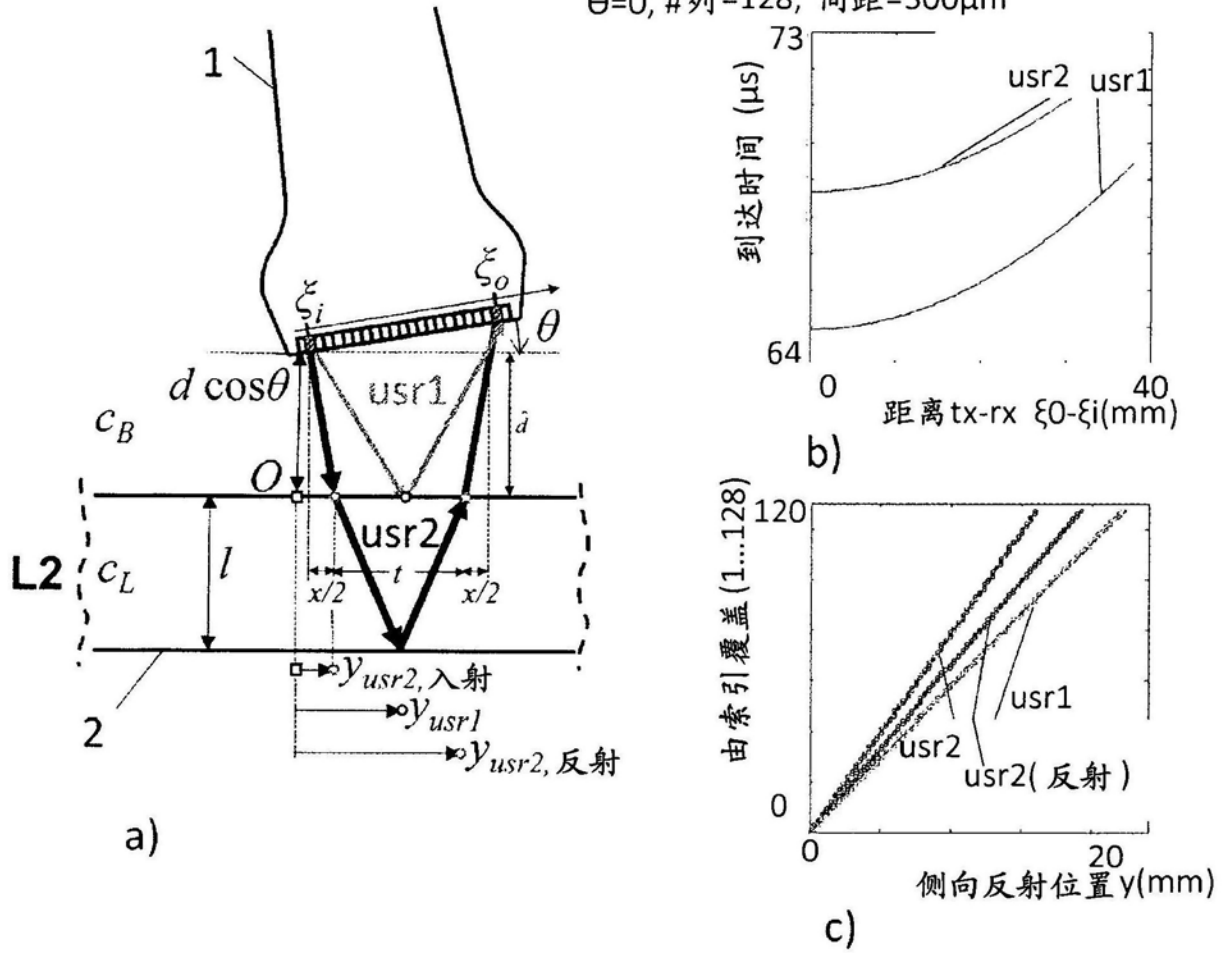 θ=0, #列=128, 间距=300μm
1
ξi
ξo
θ
d cosθ
usr1
d
cB
O
usr2
L2
cL
l
x/2
t
x/2
yusr2,入射
yusr1
yusr2,反射
2
a)
73
到达时间 (μs)
usr2
usr1
64
0
40
距离tx-rx ξ0-ξi(mm)
b)
120
由索引覆盖(1...128)
usr1
usr2
usr2(反射)
0
0
20
侧向反射位置y(mm)
c)